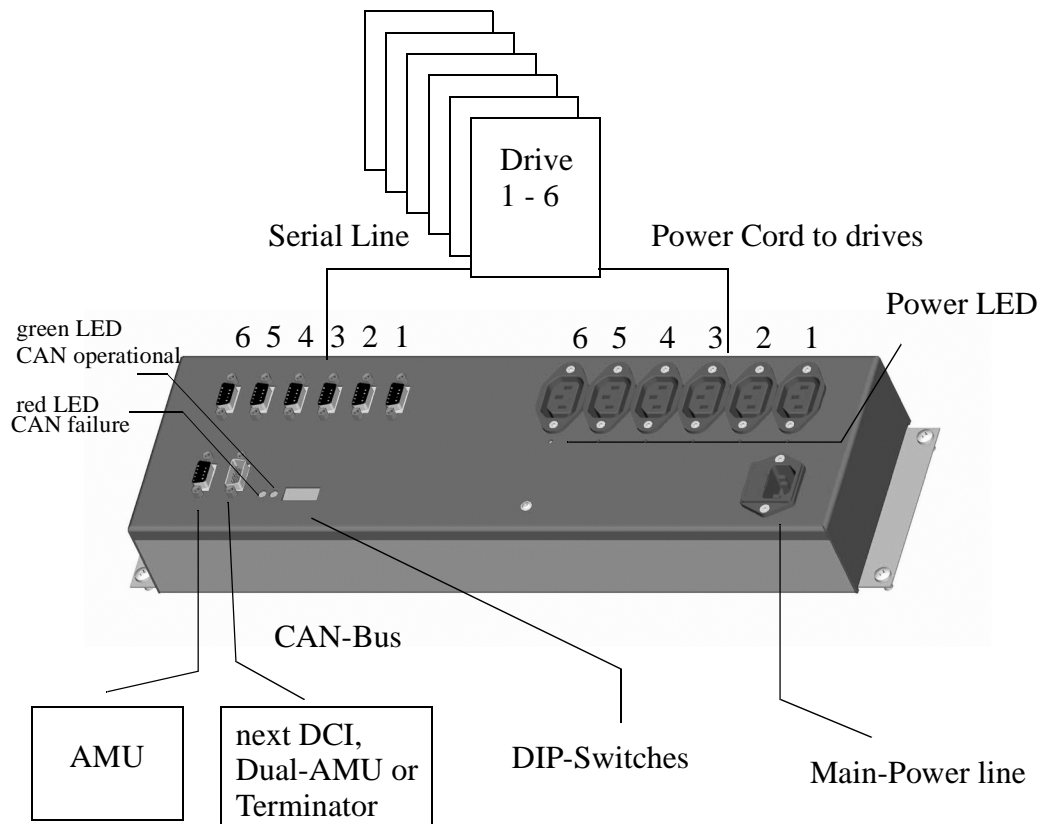 Drive
1 - 6
Serial Line
Power Cord to drives
Power LED
green LED
CAN operational
6 5 4 3 2 1
6 5 4 3 2 1
red LED
CAN failure
CAN-Bus
AMU
next DCI,
Dual-AMU or
Terminator
DIP-Switches
Main-Power line